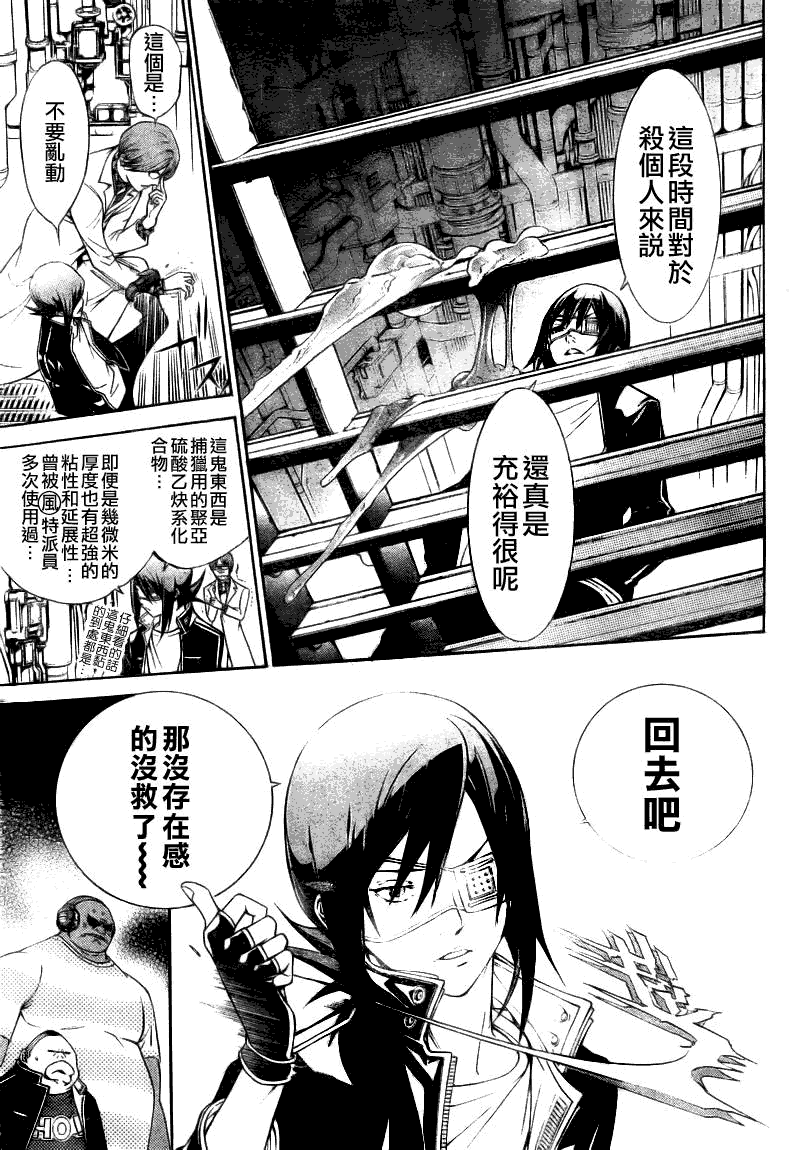 這段時間對於
殺個人來説
還真是
充裕得很呢
這個是…
不要亂動
這鬼東西是
捕獵用的聚亞
硫酸乙炔系化
合物…
即便是幾微米的
厚度也有超強的
粘性和延展性…
曾被風特派員
多次使用過…
仔細看的話
這鬼東西黏
的到處都是…
回去吧
那沒存在感
的沒救了~~
HOV